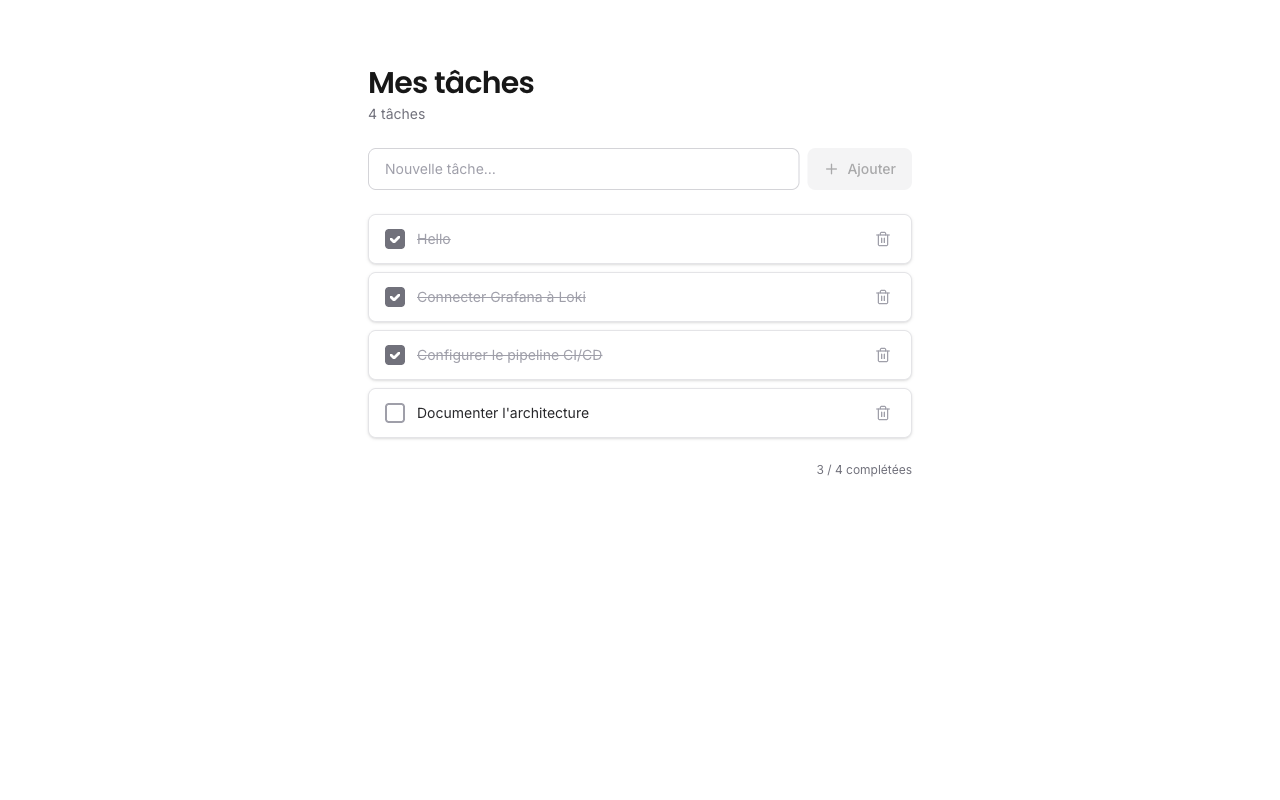 Mes tâches
4 tâches
Nouvelle tâche...
Ajouter
Hello
Connecter Grafana à Loki
Configurer le pipeline CI/CD
Documenter l'architecture
3 / 4 complétées